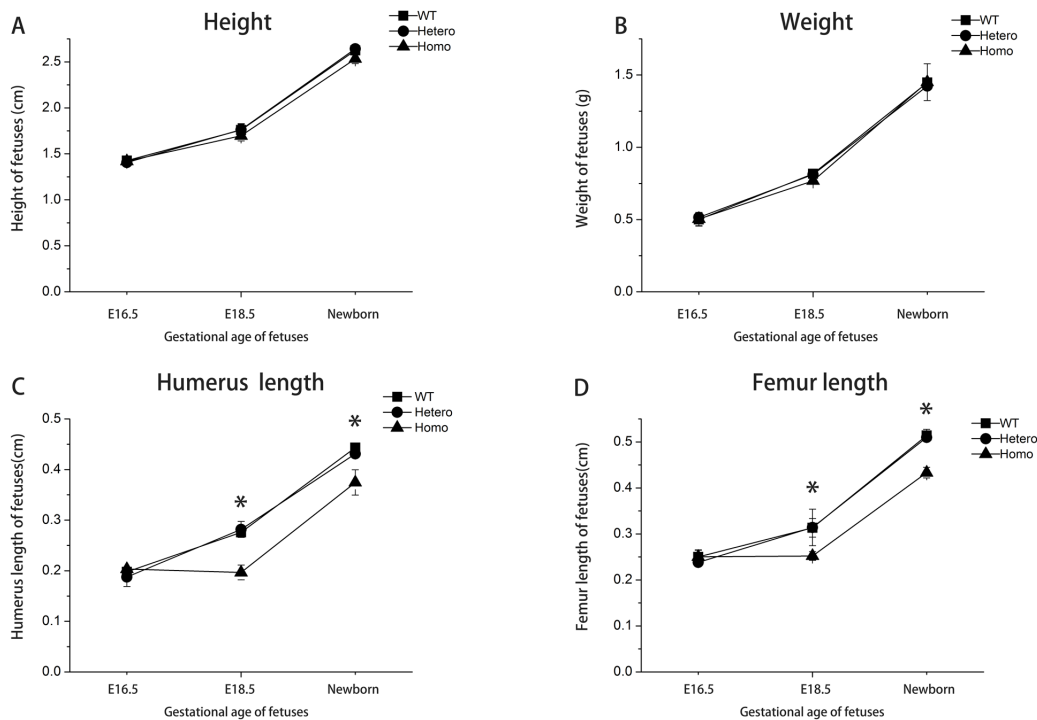 A
Height
WT
Hetero
Homo
Height of fetuses (cm)
2.5
2.0
1.5
1.0
0.5
0.0
E16.5
E18.5
Newborn
Gestational age of fetuses
B
Weight
WT
Hetero
Homo
Weight of fetuses (g)
1.5
1.0
0.5
0.0
E16.5
E18.5
Newborn
Gestational age of fetuses
C
Humerus length
WT
Hetero
Homo
Humerus length of fetuses(cm)
0.5
0.4
0.3
0.2
0.1
0.0
*
*
E16.5
E18.5
Newborn
Gestational age of fetuses
D
Femur length
WT
Hetero
Homo
Femur length of fetuses(cm)
0.5
0.4
0.3
0.2
0.1
0.0
*
*
E16.5
E18.5
Newborn
Gestational age of fetuses